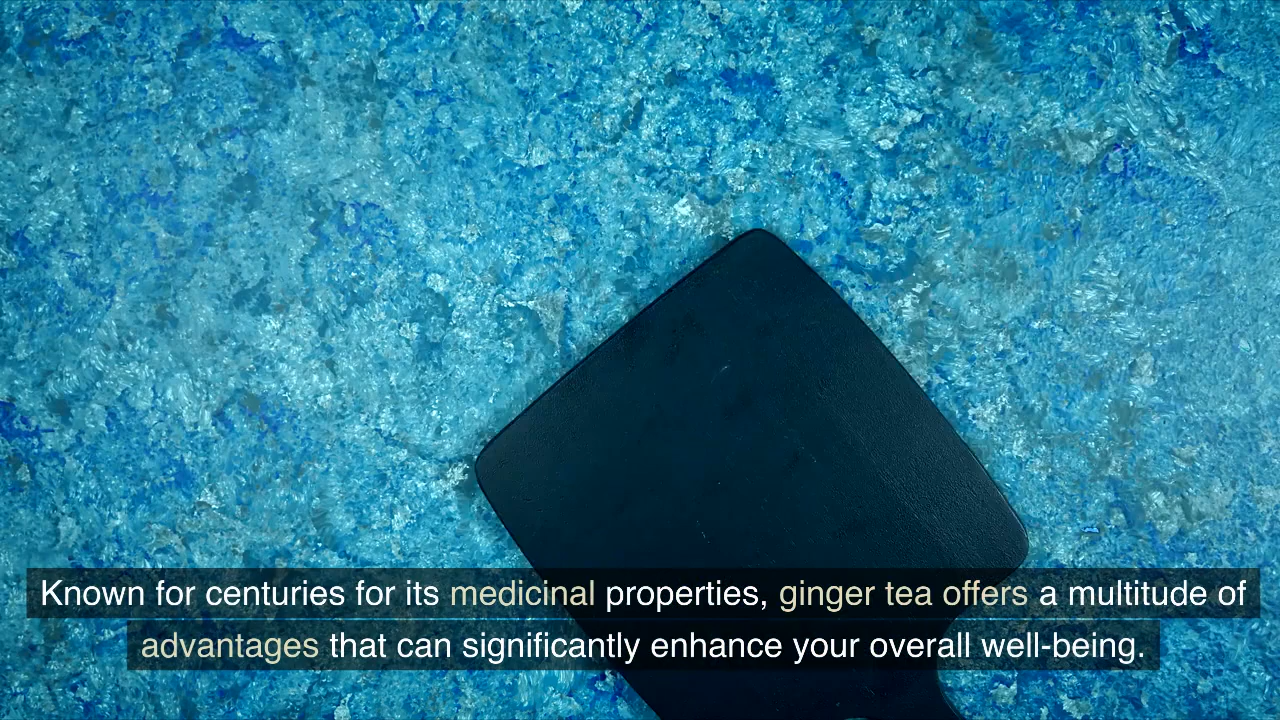 Known for centuries for its medicinal properties, ginger tea offers a multitude of
advantages that can significantly enhance your overall well-being.